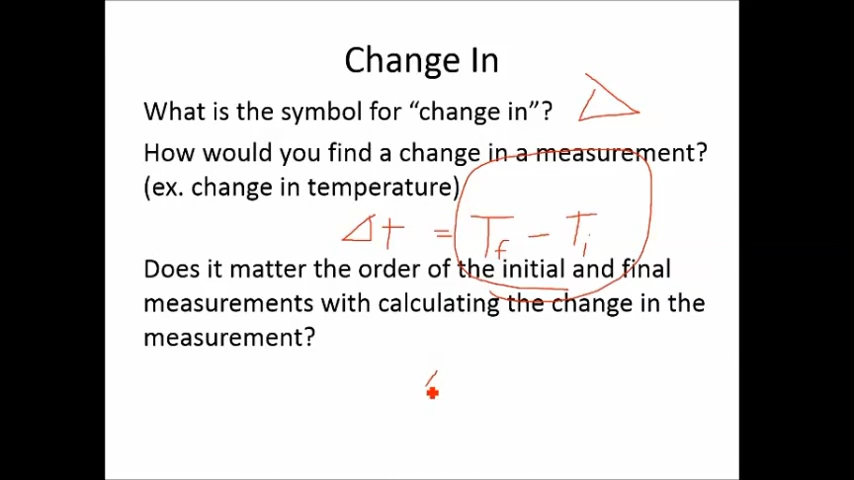 Change In
What is the symbol for “change in”? Δ
How would you find a change in a measurement?
(ex. change in temperature)
Δt = Tf - Ti
Does it matter the order of the initial and final
measurements with calculating the change in the
measurement?